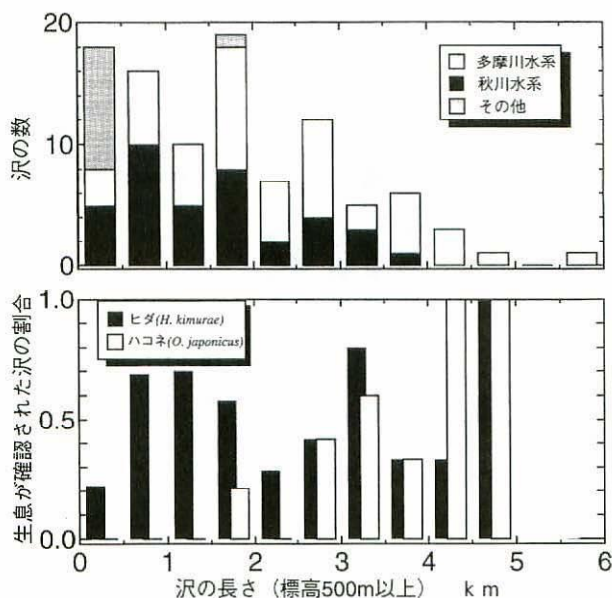 20
10
0
沢の数
多摩川水系
秋川水系
その他
1.0
0.5
0.0
生息が確認された沢の割合
ヒダ(H. kimurae)
ハコネ(O. japonicus)
0 1 2 3 4 5 6
沢の長さ（標高500m以上） km